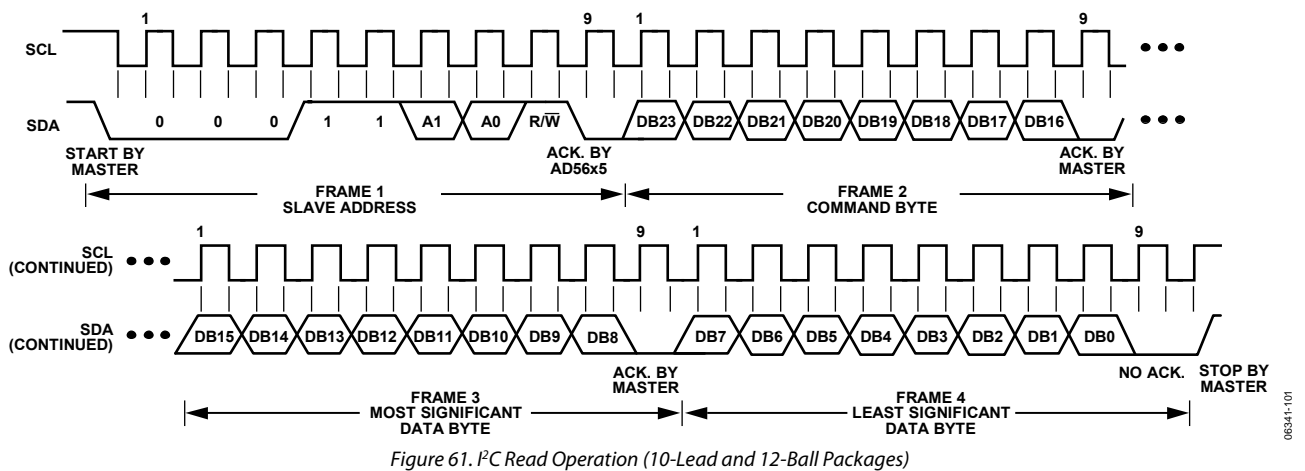 1 9 1 9
SCL
SDA
0 0 0 1 1 A1 A0 R/W̅ DB23 DB22 DB21 DB20 DB19 DB18 DB17 DB16
START BY
MASTER
ACK. BY
AD56x5
ACK. BY
MASTER
FRAME 1
SLAVE ADDRESS
FRAME 2
COMMAND BYTE
1 9 1 9
SCL
(CONTINUED)
SDA
(CONTINUED)
DB15 DB14 DB13 DB12 DB11 DB10 DB9 DB8 DB7 DB6 DB5 DB4 DB3 DB2 DB1 DB0
ACK. BY
MASTER
NO ACK.
STOP BY
MASTER
FRAME 3
MOST SIGNIFICANT
DATA BYTE
FRAME 4
LEAST SIGNIFICANT
DATA BYTE
06341-101
Figure 61. I²C Read Operation (10-Lead and 12-Ball Packages)